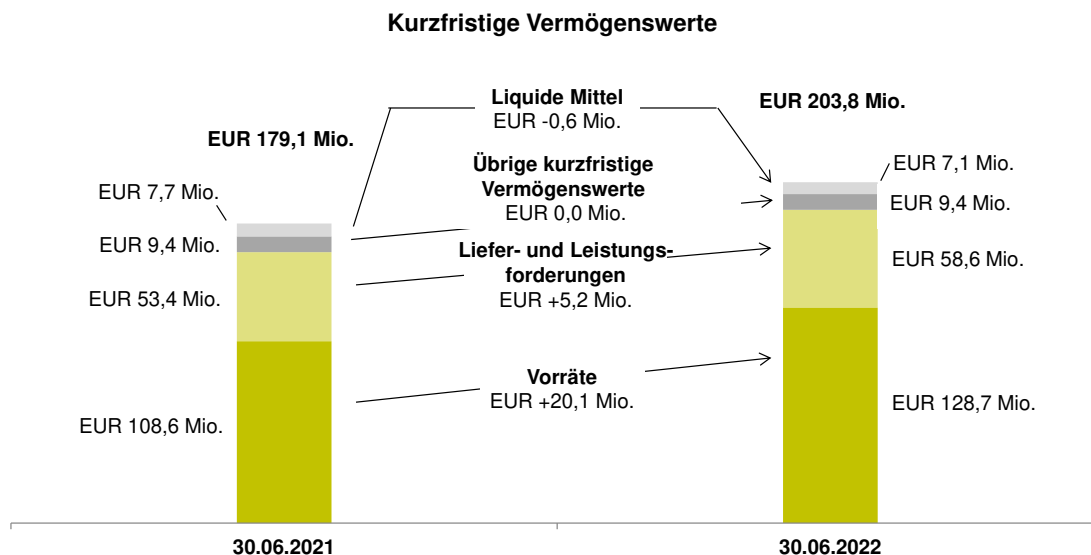 Kurzfristige Vermögenswerte
Liquide Mittel
EUR -0,6 Mio.
EUR 203,8 Mio.
EUR 179,1 Mio.
Übrige kurzfristige
Vermögenswerte
EUR 0,0 Mio.
EUR 7,7 Mio.
EUR 7,1 Mio.
EUR 9,4 Mio.
EUR 9,4 Mio.
Liefer- und Leistungs-
forderungen
EUR +5,2 Mio.
EUR 53,4 Mio.
EUR 58,6 Mio.
Vorräte
EUR +20,1 Mio.
EUR 108,6 Mio.
EUR 128,7 Mio.
30.06.2021
30.06.2022